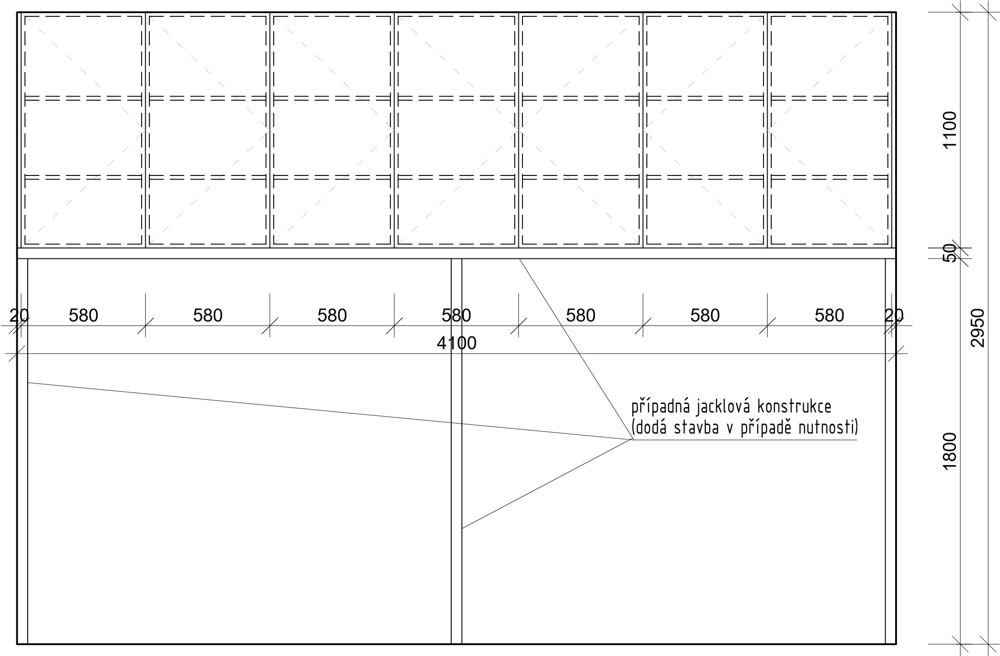 1100
50
20 580 580 580 580 580 580 580 20
2950
4100
případná jacklová konstrukce
(dodá stavba v případě nutnosti)
1800